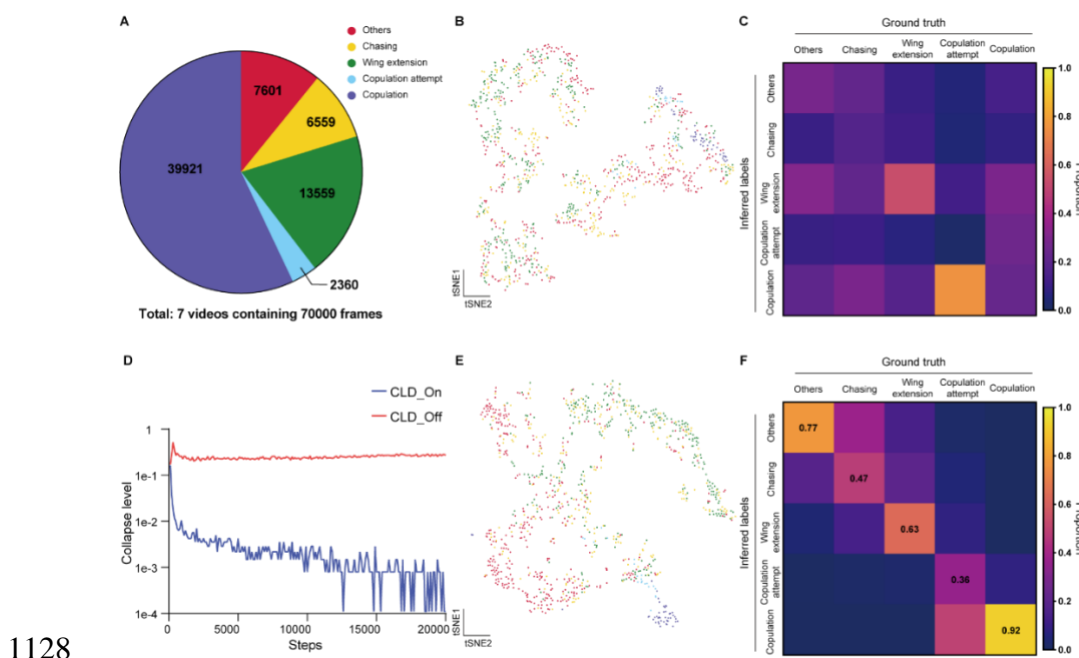 A
Others
Chasing
Wing extension
Copulation attempt
Copulation
7601
6559
39921
13559
2360
Total: 7 videos containing 70000 frames
B
tSNE1
tSNE2
C
Ground truth
Others
Chasing
Wing
extension
Copulation
attempt
Copulation
Inferred labels
Others
Chasing
Wing
extension
Copulation
attempt
Copulation
1.0
0.8
0.6
0.4
0.2
0.0
D
CLD_On
CLD_Off
Collapse level
1
1e-1
1e-2
1e-3
1e-4
0
5000
10000
15000
20000
Steps
E
tSNE1
tSNE2
F
Ground truth
Others
Chasing
Wing
extension
Copulation
attempt
Copulation
Inferred labels
Others
Chasing
Wing
extension
Copulation
attempt
Copulation
0.77
0.47
0.63
0.36
0.92
1.0
0.8
0.6
0.4
0.2
0.0
1128